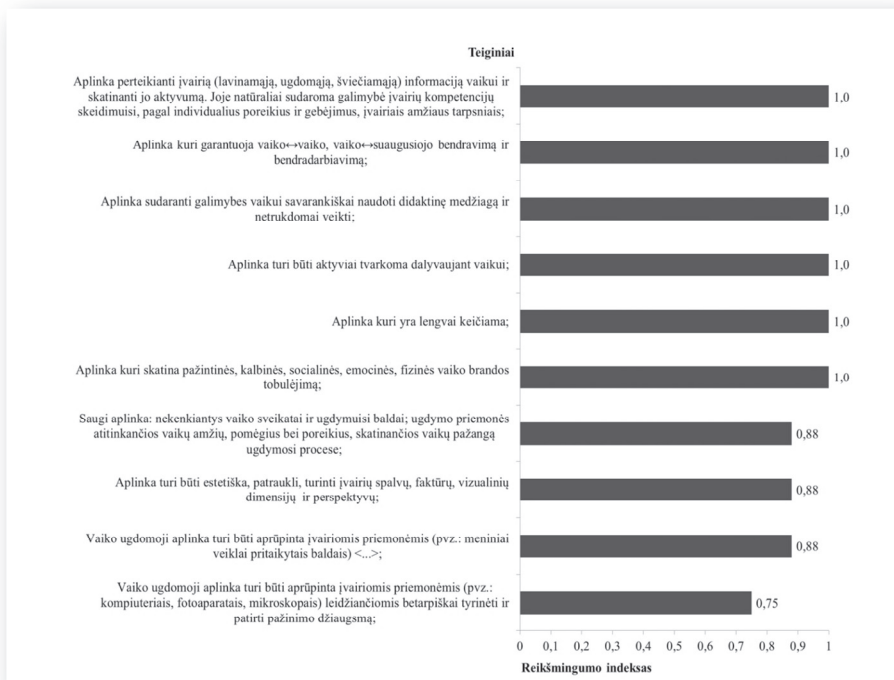 Teiginiai
Aplinka perteikianti įvairią (lavinamąją, ugdomąją, šviečiamąją) informaciją vaikui ir
skatinanti jo aktyvumą. Joje natūraliai sudaroma galimybė įvairių kompetencijų
skeidimuisi, pagal individualius poreikius ir gebėjimus, įvairiais amžiaus tarpsniais;
1,0
Aplinka kuri garantuoja vaiko↔vaiko, vaiko↔suaugusiojo bendravimą ir
bendradarbiavimą;
1,0
Aplinka sudaranti galimybes vaikui savarankiškai naudoti didaktinę medžiagą ir
netrukdomai veikti;
1,0
Aplinka turi būti aktyviai tvarkoma dalyvaujant vaikui;
1,0
Aplinka kuri yra lengvai keičiama;
1,0
Aplinka kuri skatina pažintinės, kalbinės, socialinės, emocinės, fizinės vaiko brandos
tobulėjimą;
1,0
Saugi aplinka: nekenkiantys vaiko sveikatai ir ugdymuisi baldai; ugdymo priemonės
atitinkančios vaikų amžių, pomėgius bei poreikius, skatinančios vaikų pažangą
ugdymosi procese;
0,88
Aplinka turi būti estetiška, patraukli, turinti įvairių spalvų, faktūrų, vizualinių
dimensijų ir perspektyvų;
0,88
Vaiko ugdomoji aplinka turi būti aprūpinta įvairiomis priemonėmis (pvz.: meniniai
veiklai pritaikytais baldais) <...>;
0,88
Vaiko ugdomoji aplinka turi būti aprūpinta įvairiomis priemonėmis (pvz.:
kompiuteriais, fotoaparatais, mikroskopais) leidžiančiomis betarpiškai tyrinėti ir
patirti pažinimo džiaugsmą;
0,75
0 0,1 0,2 0,3 0,4 0,5 0,6 0,7 0,8 0,9 1
Reikšmingumo indeksas